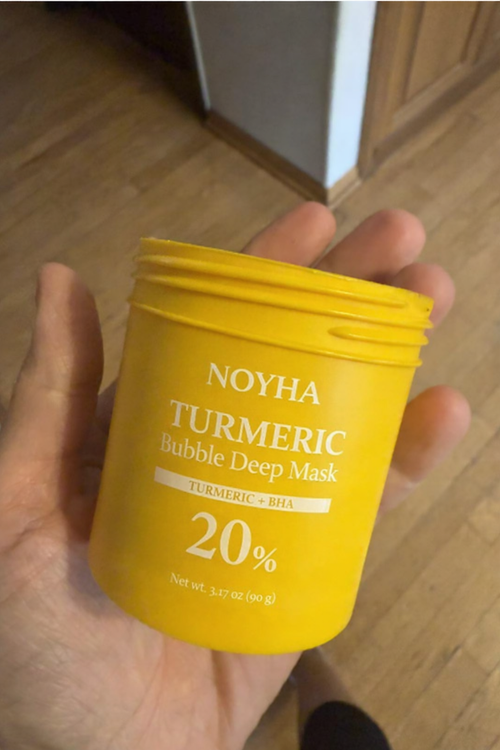 NOYHA
TURMERIC
Bubble Deep Mask
TURMERIC + BHA
20%
Net wt. 3.17 oz (90 g)